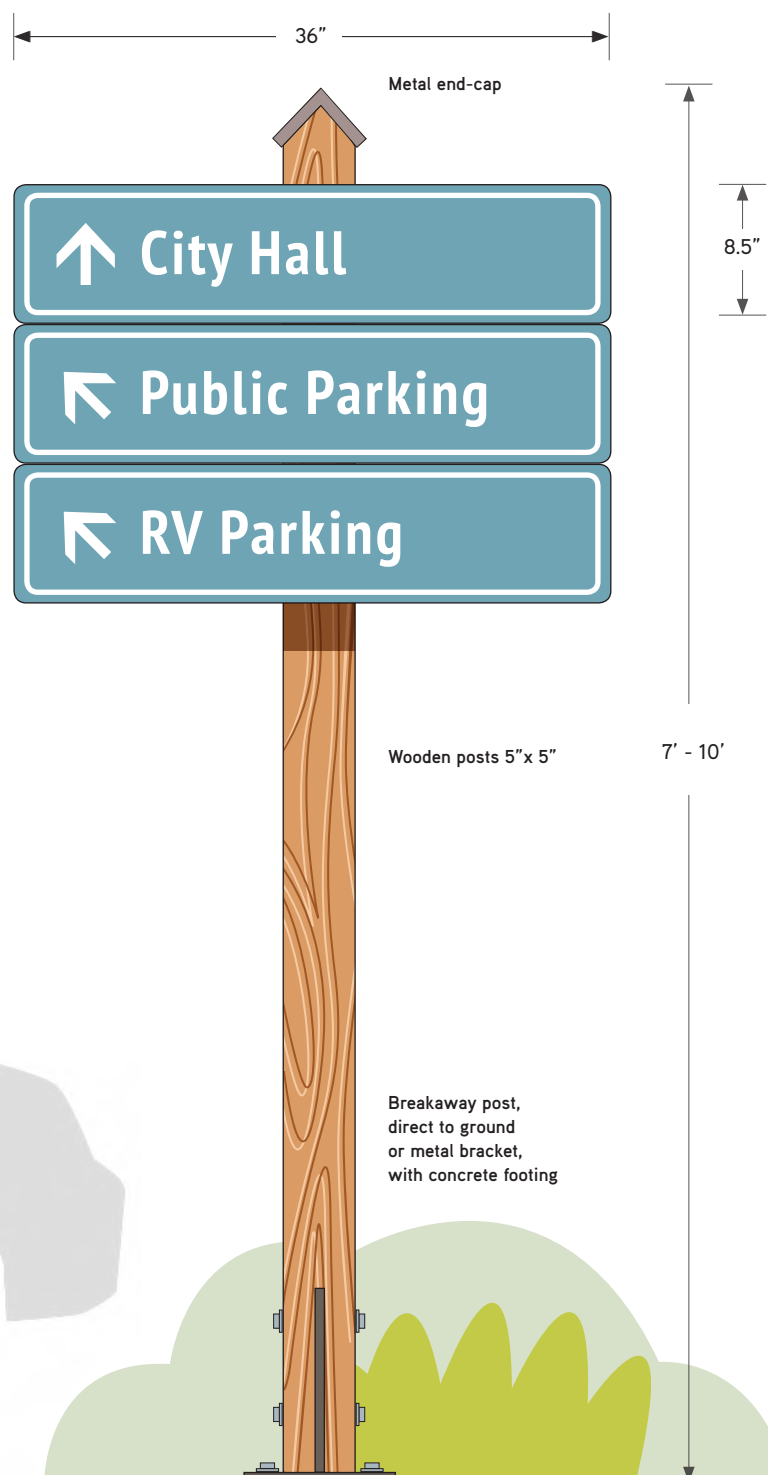 36”
Metal end-cap
City Hall
8.5”
Public Parking
RV Parking
Wooden posts 5”x 5”
7’ - 10’
Breakaway post,
direct to ground
or metal bracket,
with concrete footing